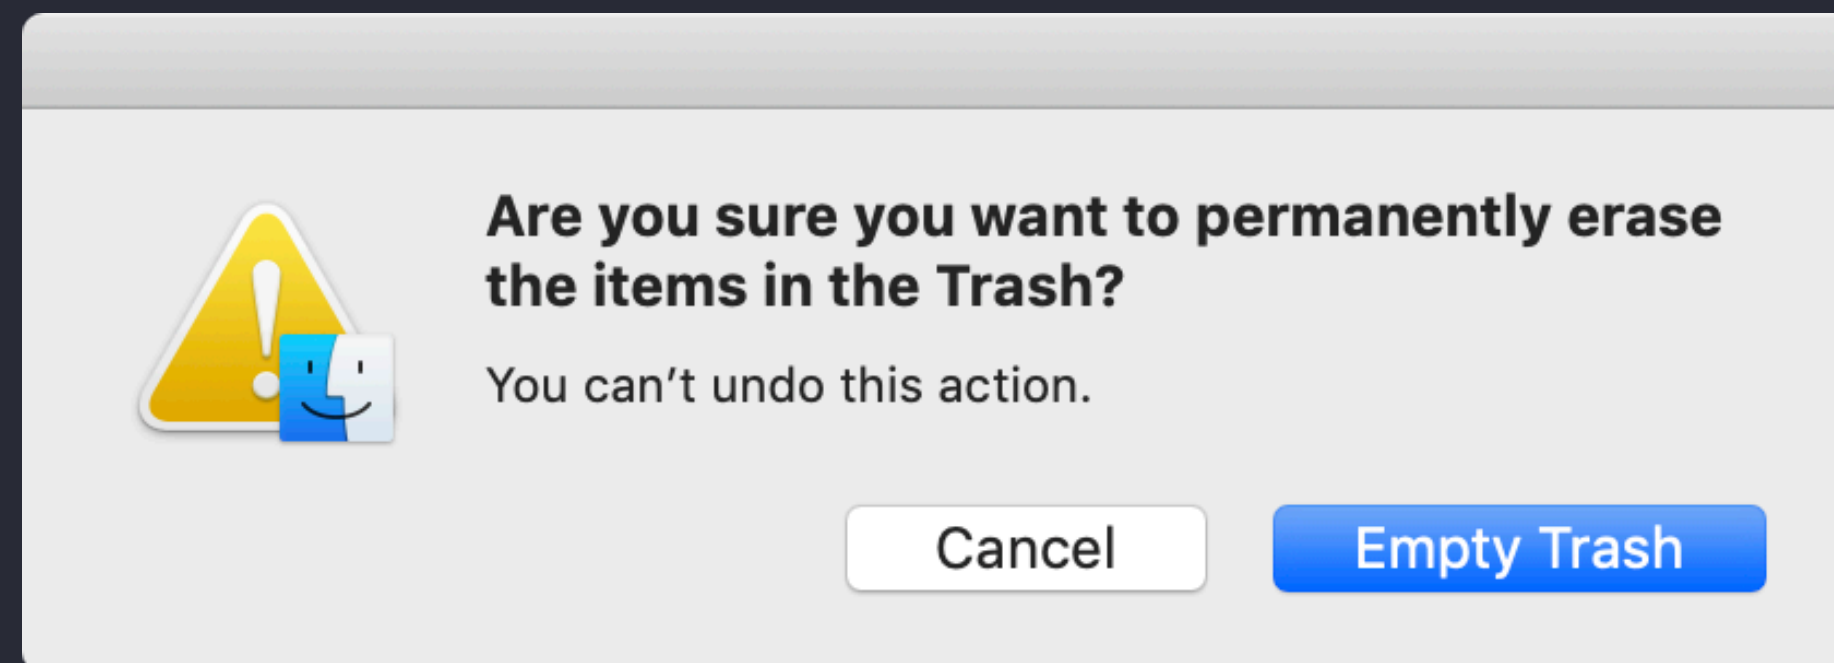 Are you sure you want to permanently erase
the items in the Trash?
You can’t undo this action.
Cancel Empty Trash